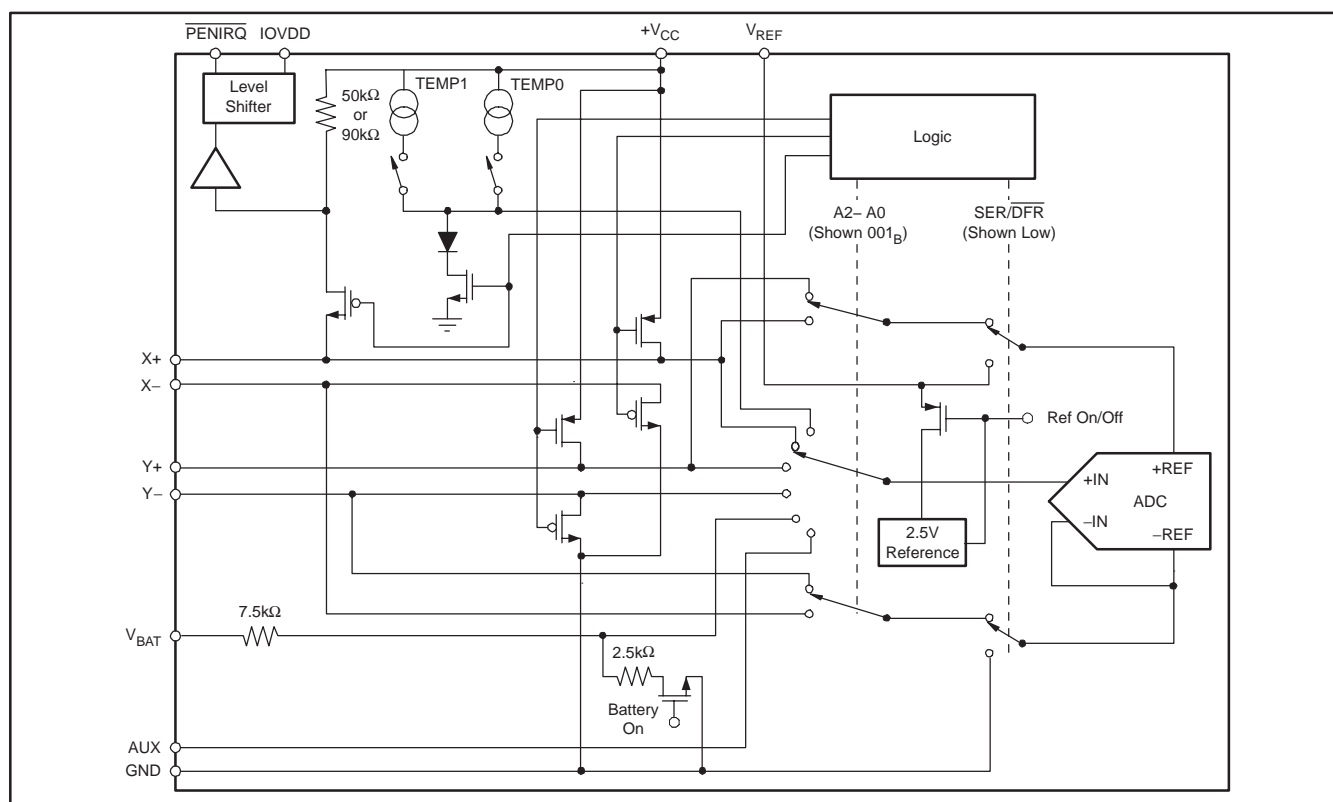 PENIRQ
IOVDD
+VCC
VREF
Level
Shifter
50kΩ
or
90kΩ
TEMP1
TEMP0
Logic
A2– A0
(Shown 001B)
SER/DFR
(Shown Low)
X+
X–
Y+
Y–
Ref On/Off
+IN
+REF
ADC
–IN
–REF
2.5V
Reference
7.5kΩ
VBAT
2.5kΩ
Battery
On
AUX
GND